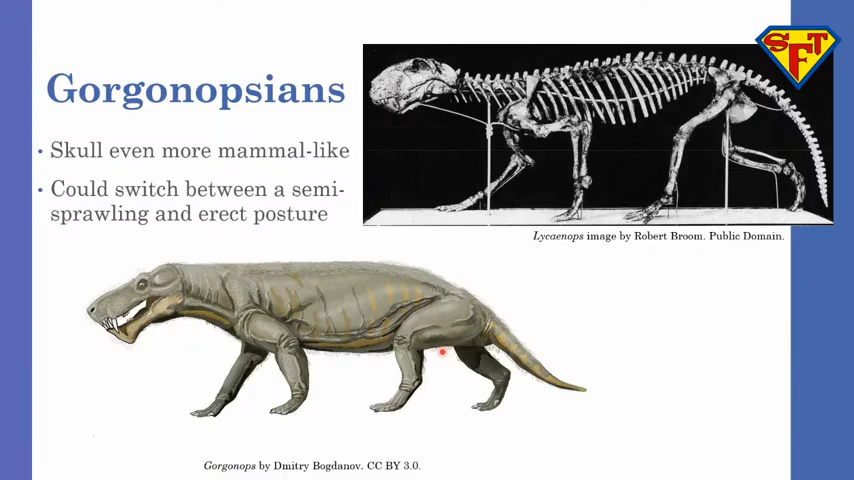 SFT
Gorgonopsians
• Skull even more mammal-like
• Could switch between a semi-
sprawling and erect posture
Lycaenops image by Robert Broom. Public Domain.
Gorgonops by Dmitry Bogdanov. CC BY 3.0.